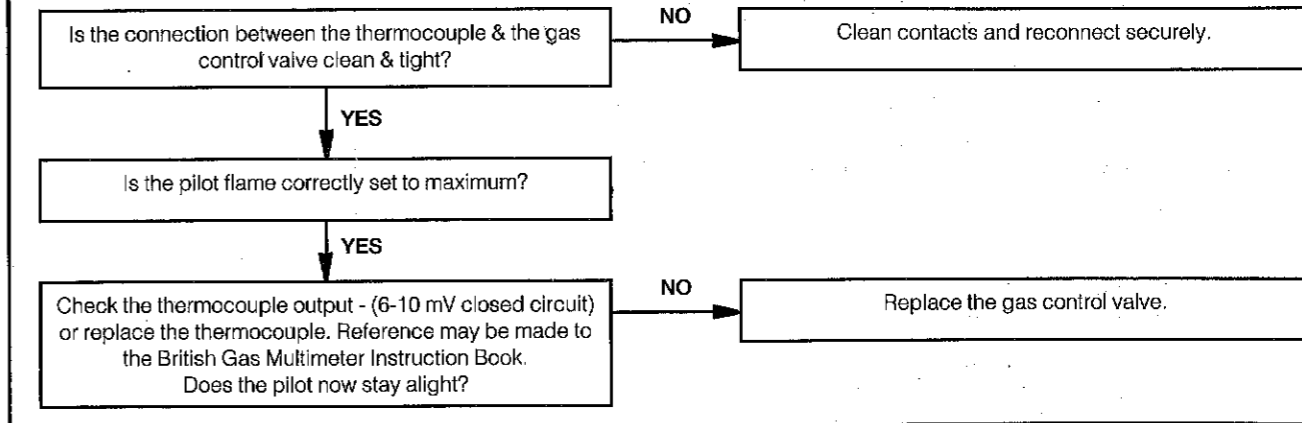 Is the connection between the thermocouple & the gas
control valve clean & tight?
NO
Clean contacts and reconnect securely.
YES
Is the pilot flame correctly set to maximum?
YES
Check the thermocouple output - (6-10 mV closed circuit)
or replace the thermocouple. Reference may be made to
the British Gas Multimeter Instruction Book.
Does the pilot now stay alight?
NO
Replace the gas control valve.